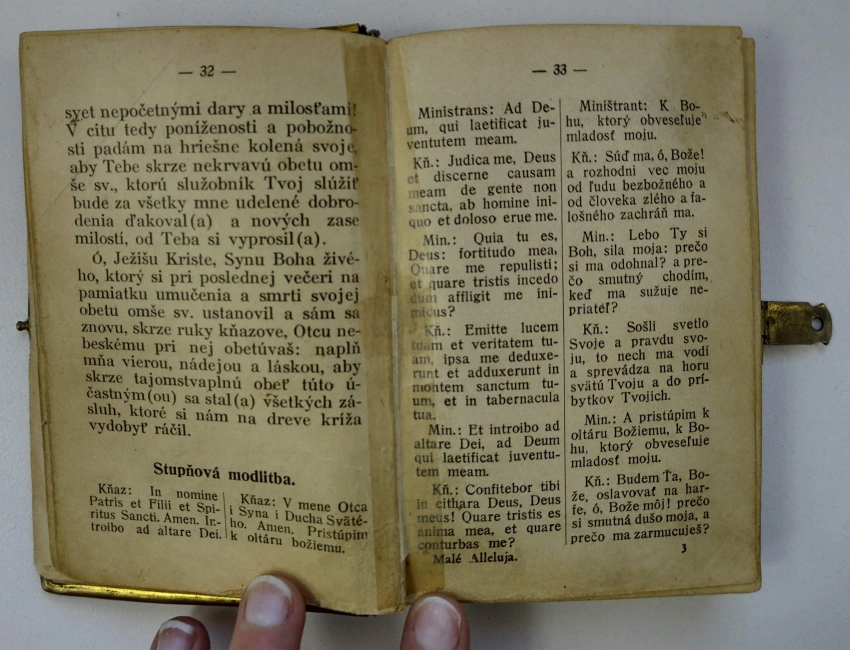 — 32 —
svet nepočetnými dary a milosťami!
V citu tedy poníženosti a pobožno-
sti padám na hriešne kolená svoje,
aby Tebe skrze nekrvavú obetu om-
še sv., ktorú služobník Tvoj slúžiť
bude za všetky mne udelené dobro-
denia ďakoval(a) a nových zase
milostí, od Teba si vyprosil(a).
Ó, Ježišu Kriste, Synu Boha živé-
ho, ktorý si pri poslednej večeri na
pamiatku umučenia a smrti svojej
obetu omše sv. ustanovil a sám sa
znovu, skrze ruky kňazove, Otcu ne-
beskému pri nej obetúvaš: naplň
mňa vierou, nádejou a láskou, aby
skrze tajomstvaplnú obeť túto ú-
častným(ou) sa stal(a) všetkých zá-
sluh, ktoré si nám na dreve kríža
vydobyť ráčil.
Stupňová modlitba.
Kňaz: In nomine
Patris et Filii et Spi-
ritus Sancti. Amen. In-
troibo ad altare Dei.
Kňaz: V mene Otca
i Syna i Ducha Sväté-
ho. Amen. Pristúpim
k oltáru božiemu.
— 33 —
Ministrans: Ad De-
um, qui laetificat ju-
ventutem meam.
Kň.: Judica me, Deus
et discerne causam
meam de gente non
sancta, ab homine ini-
quo et doloso erue me.
Min.: Quia tu es,
Deus: fortitudo mea,
Quare me repulisti;
et quare tristis incedo
dum affligit me ini-
micus?
Kň.: Emitte lucem
tuam et veritatem tu-
am, ipsa me deduxe-
runt et adduxerunt in
montem sanctum tu-
um, et in tabernacula
tua.
Min.: Et introibo ad
altare Dei, ad Deum
qui laetificat juventu-
tem meam.
Kň.: Confitebor tibi
in cithara Deus, Deus
meus! Quare tristis es
anima mea, et quare
conturbas me?
Malé Alleluja.
Miništrant: K Bo-
hu, ktorý obveseľuje
mladosť moju.
Kň.: Súď ma, ó, Bože!
a rozhodni vec moju
od ľudu bezbožného a
od človeka zlého a fa-
lošného zachráň ma.
Min.: Lebo Ty si
Boh, sila moja: prečo
si ma odohnal? a pre-
čo smutný chodím,
keď ma sužuje ne-
priateľ?
Kň.: Sošli svetlo
Svoje a pravdu svo-
ju, to nech ma vodí
a sprevádza na horu
svätú Tvoju a do prí-
bytkov Tvojich.
Min.: A pristúpim k
oltáru Božiemu, k Bo-
hu, ktorý obveseľuje
mladosť moju.
Kň.: Budem Ťa, Bo-
že, oslavovať na har-
fe, ó, Bože môj! prečo
si smutná dušo moja, a
prečo ma zarmucuješ?
3